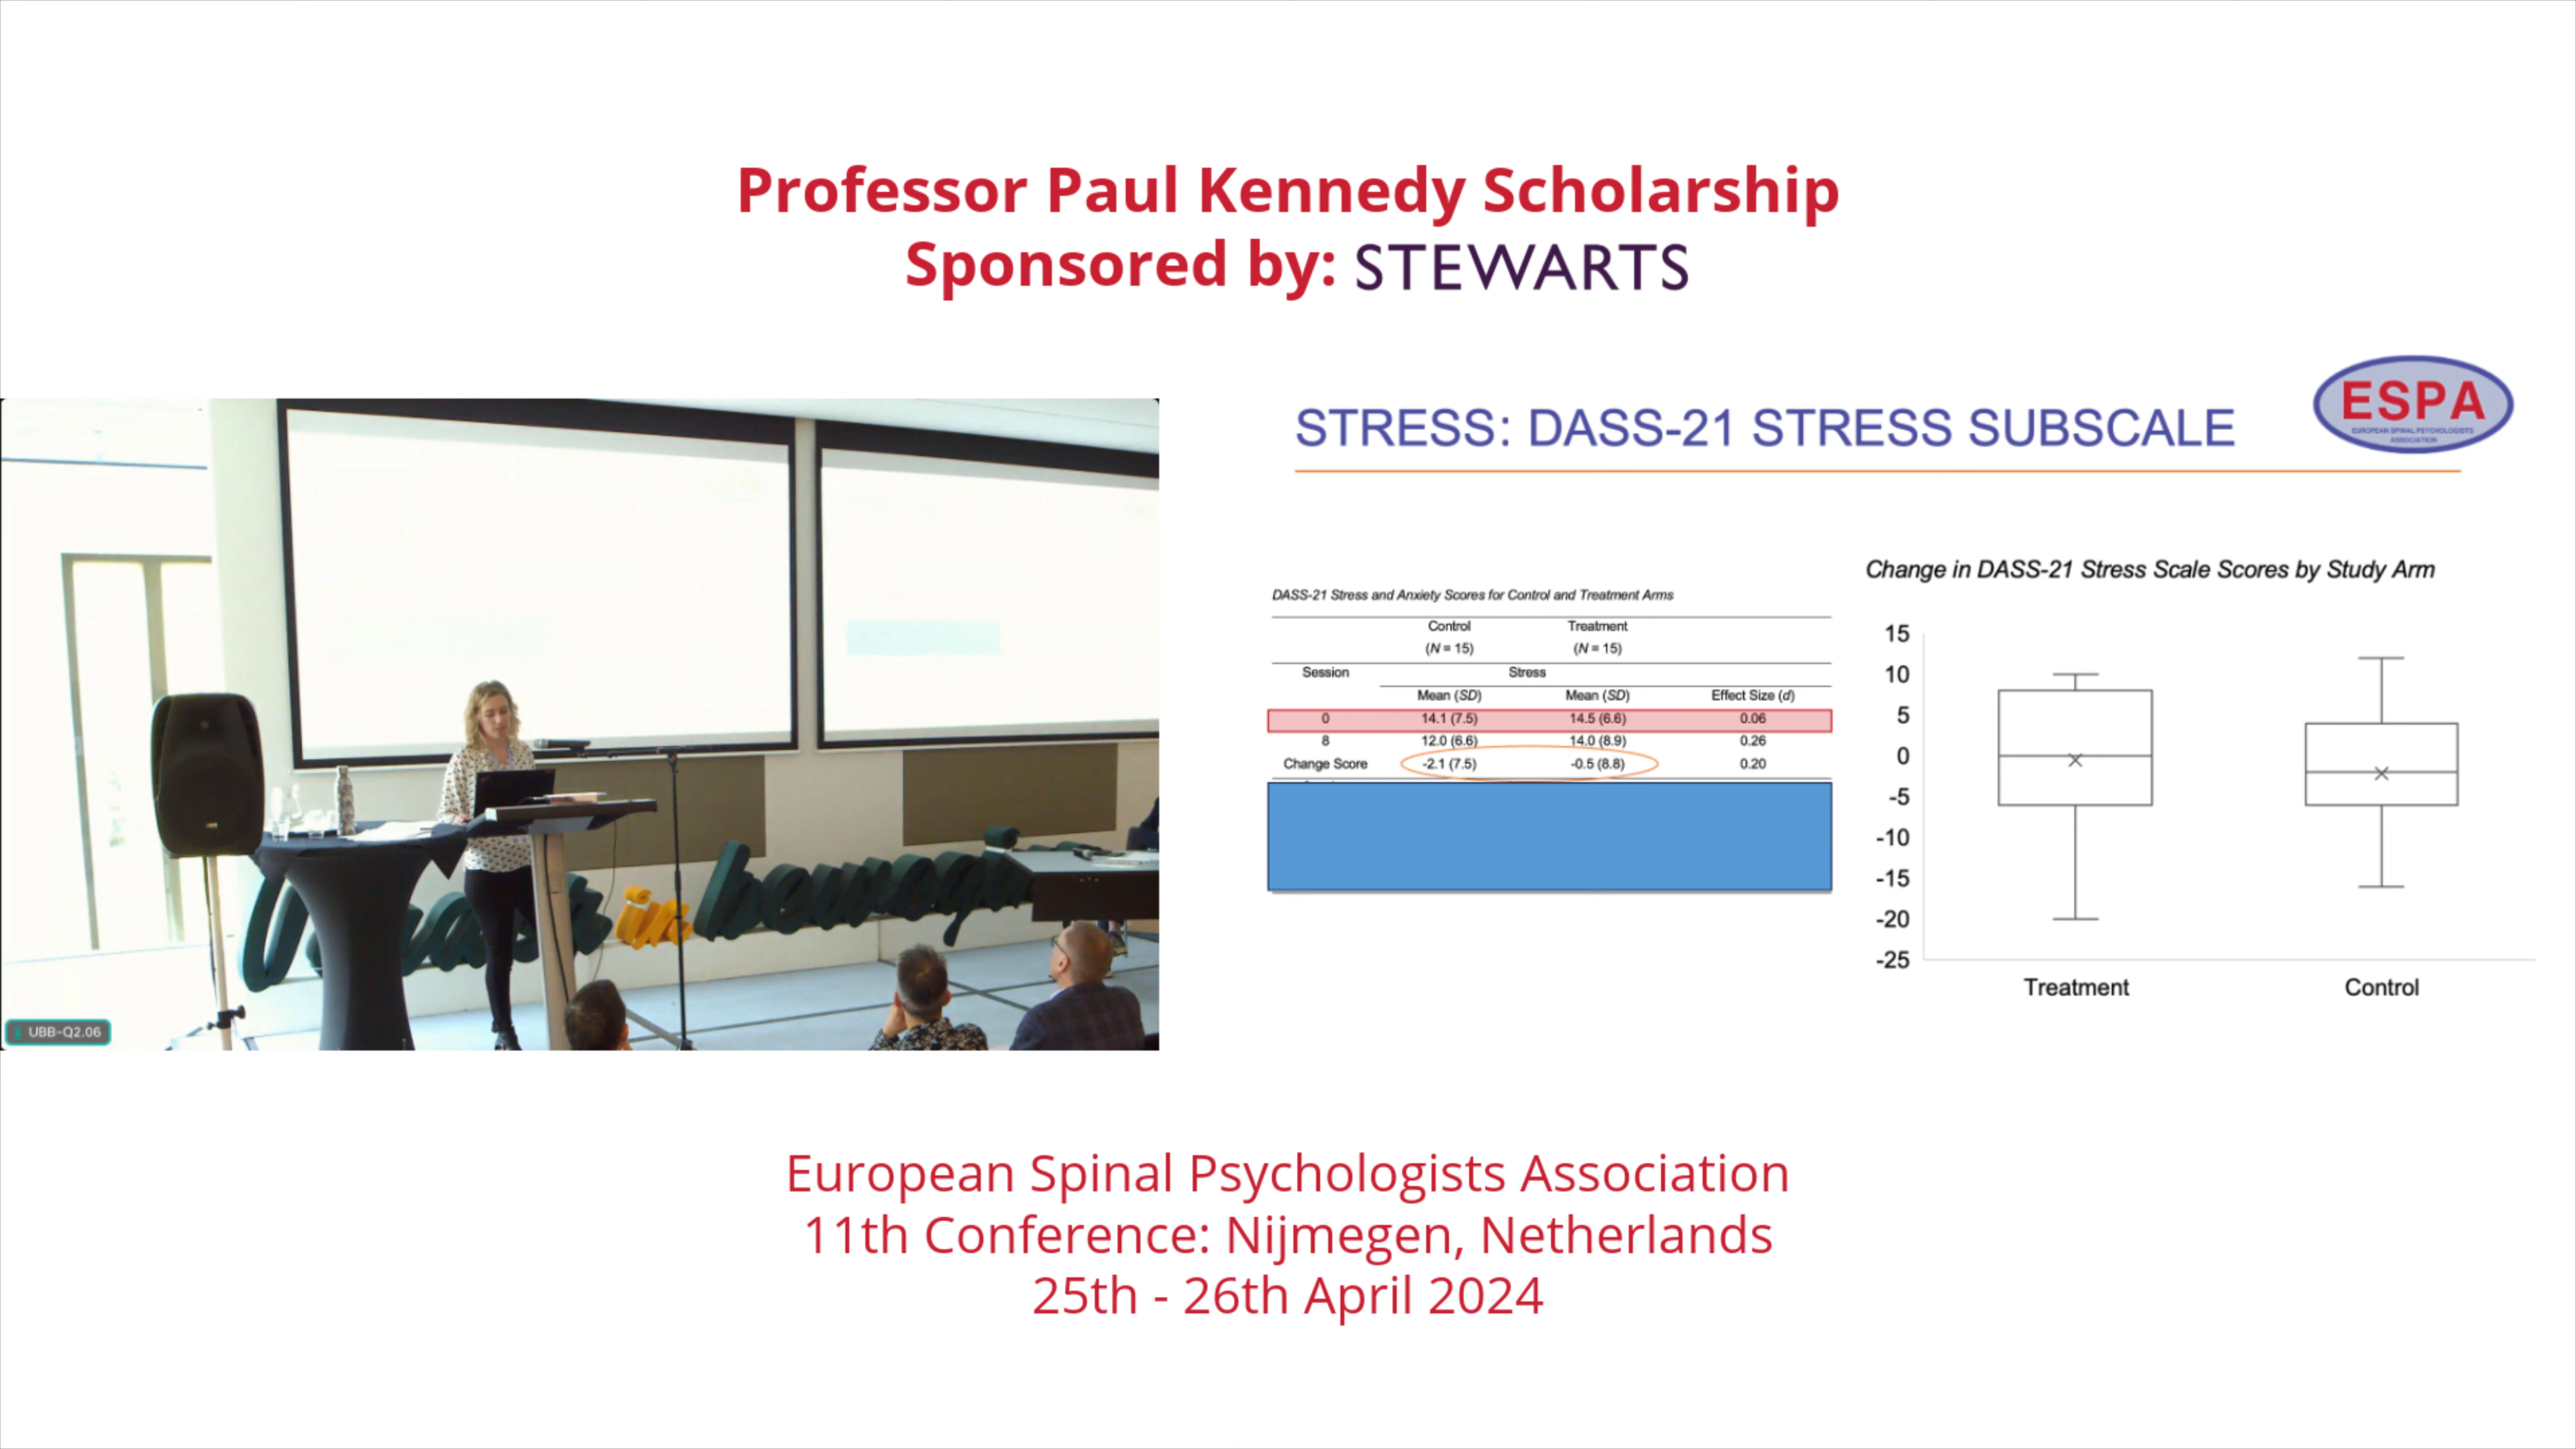 Professor Paul Kennedy Scholarship
Sponsored by: STEWARTS
ESPA
EUROPEAN SPINAL PSYCHOLOGISTS
ASSOCIATION
STRESS: DASS-21 STRESS SUBSCALE
DASS-21 Stress and Anxiety Scores for Control and Treatment Arms
Control Treatment
(N = 15) (N = 15)
Session Stress
Mean (SD) Mean (SD) Effect Size (d)
0 14.1 (7.5) 14.5 (6.6) 0.06
8 12.0 (6.6) 14.0 (8.9) 0.26
Change Score -2.1 (7.5) -0.5 (8.8) 0.20
Change in DASS-21 Stress Scale Scores by Study Arm
15
10
5
0
-5
-10
-15
-20
-25
Treatment Control
in
UBB-Q2.06
European Spinal Psychologists Association
11th Conference: Nijmegen, Netherlands
25th - 26th April 2024